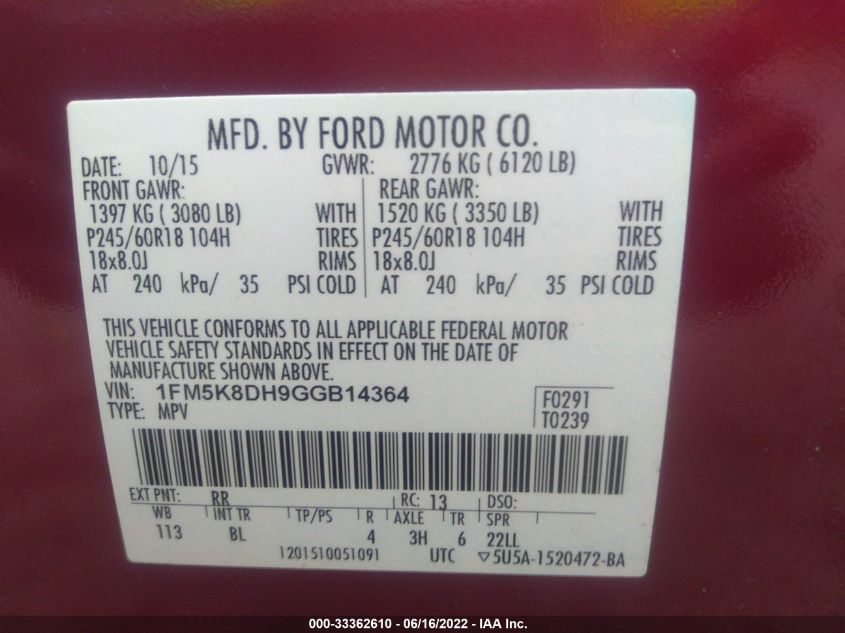 MFD. BY FORD MOTOR CO.
DATE: 10/15 GVWR: 2776 KG ( 6120 LB)
FRONT GAWR: REAR GAWR:
1397 KG ( 3080 LB) WITH 1520 KG ( 3350 LB) WITH
P245/60R18 104H TIRES P245/60R18 104H TIRES
18x8.0J RIMS 18x8.0J RIMS
AT 240 kPa/ 35 PSI COLD AT 240 kPa/ 35 PSI COLD
THIS VEHICLE CONFORMS TO ALL APPLICABLE FEDERAL MOTOR
VEHICLE SAFETY STANDARDS IN EFFECT ON THE DATE OF
MANUFACTURE SHOWN ABOVE.
VIN: 1FM5K8DH9GGB14364 F0291
TYPE: MPV T0239
EXT PNT: RR RC: 13 DSO:
WB INT TR TP/PS R AXLE TR SPR
113 BL 4 3H 6 22LL
1201510051091 UTC ▽5U5A-1520472-BA
000-33362610 - 06/16/2022 - IAA Inc.